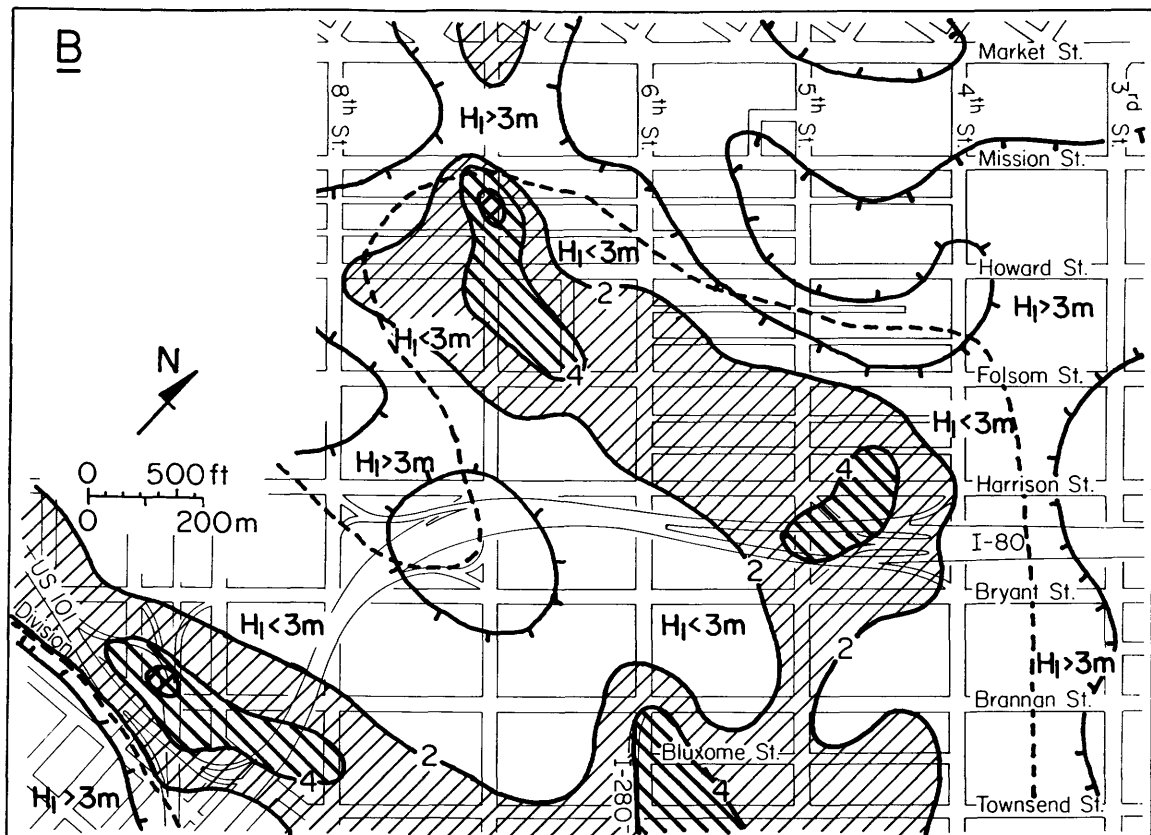 B
Market St.
8th St.
6th St.
5th St.
4th St.
3rd St.
H₁>3m
Mission St.
H₁<3m
Howard St.
2
H₁>3m
H₁<3m
N
4
Folsom St.
H₁<3m
H₁>3m
4
0 500 ft
0 200m
Harrison St.
I-80
2
Bryant St.
US 101
Division
H₁<3m
H₁<3m
2
H₁>3m
Brannan St.
Bluxome St.
2
4
4
I-280
H₁>3m
Townsend St.